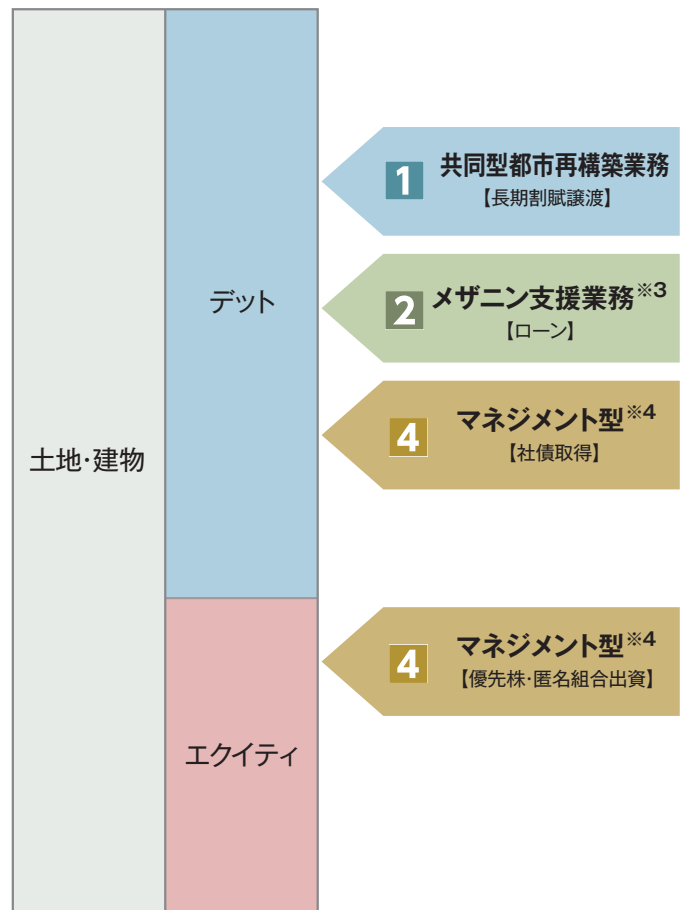 土地・建物
デット
エクイティ
1 共同型都市再構築業務
【長期割賦譲渡】
2 メザニン支援業務※3
【ローン】
4 マネジメント型※4
【社債取得】
4 マネジメント型※4
【優先株・匿名組合出資】